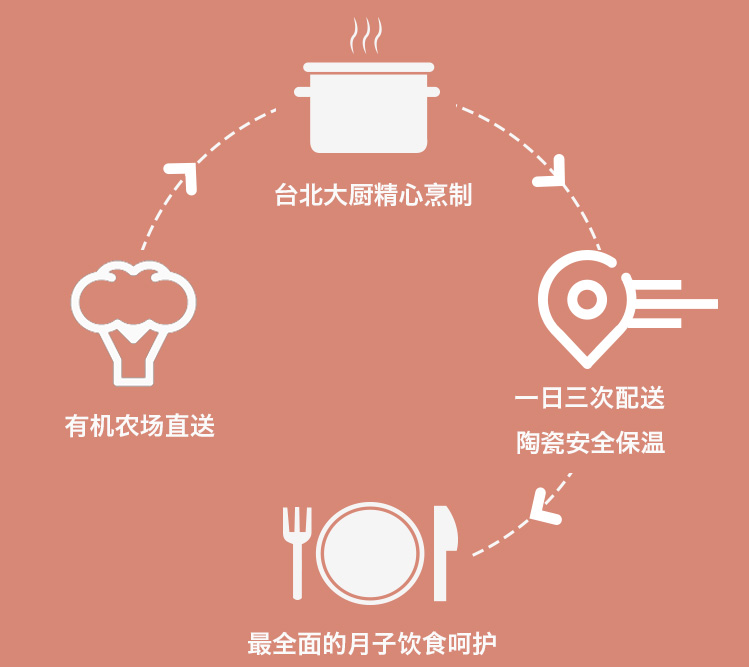 台北大厨精心烹制
一日三次配送
陶瓷安全保温
有机农场直送
最全面的月子饮食呵护